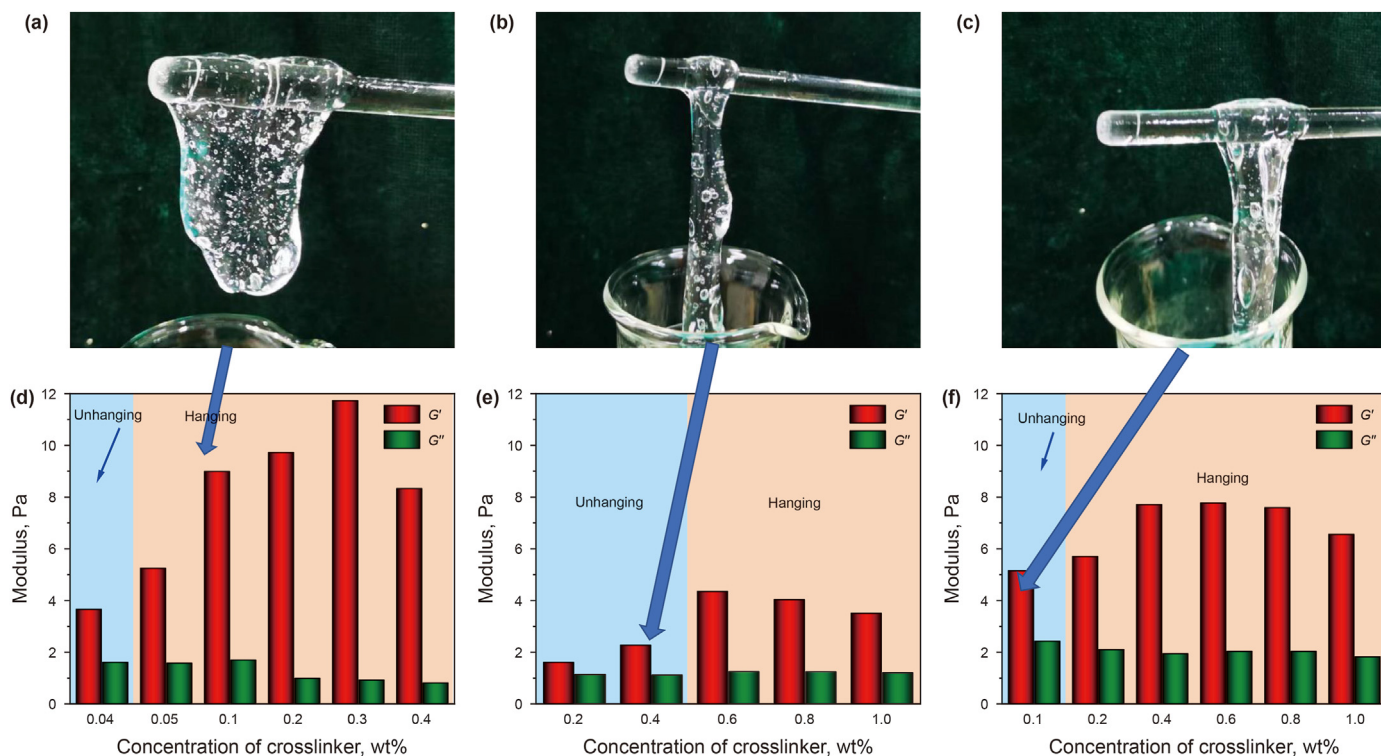 (a)
(b)
(c)
(d)
Modulus, Pa
12
10
8
6
4
2
0
Unhanging
Hanging
G′
G″
0.04 0.05 0.1 0.2 0.3 0.4
Concentration of crosslinker, wt%
(e)
Modulus, Pa
12
10
8
6
4
2
0
Unhanging
Hanging
G′
G″
0.2 0.4 0.6 0.8 1.0
Concentration of crosslinker, wt%
(f)
Modulus, Pa
12
10
8
6
4
2
0
Unhanging
Hanging
G′
G″
0.1 0.2 0.4 0.6 0.8 1.0
Concentration of crosslinker, wt%